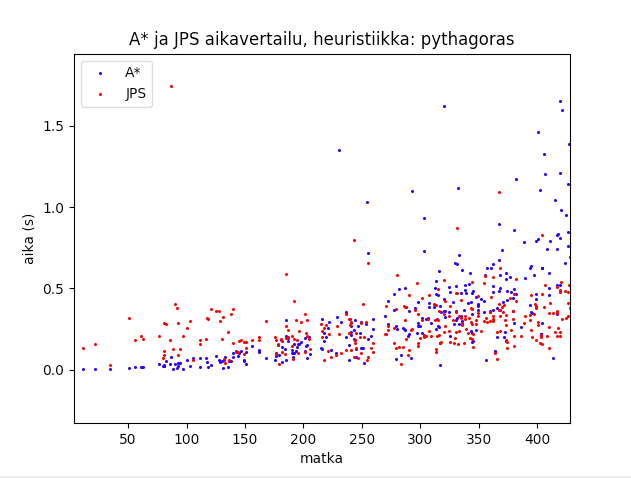 A* ja JPS aikavertailu, heuristiikka: pythagoras
A*
JPS
1.5
1.0
0.5
0.0
aika (s)
50 100 150 200 250 300 350 400
matka